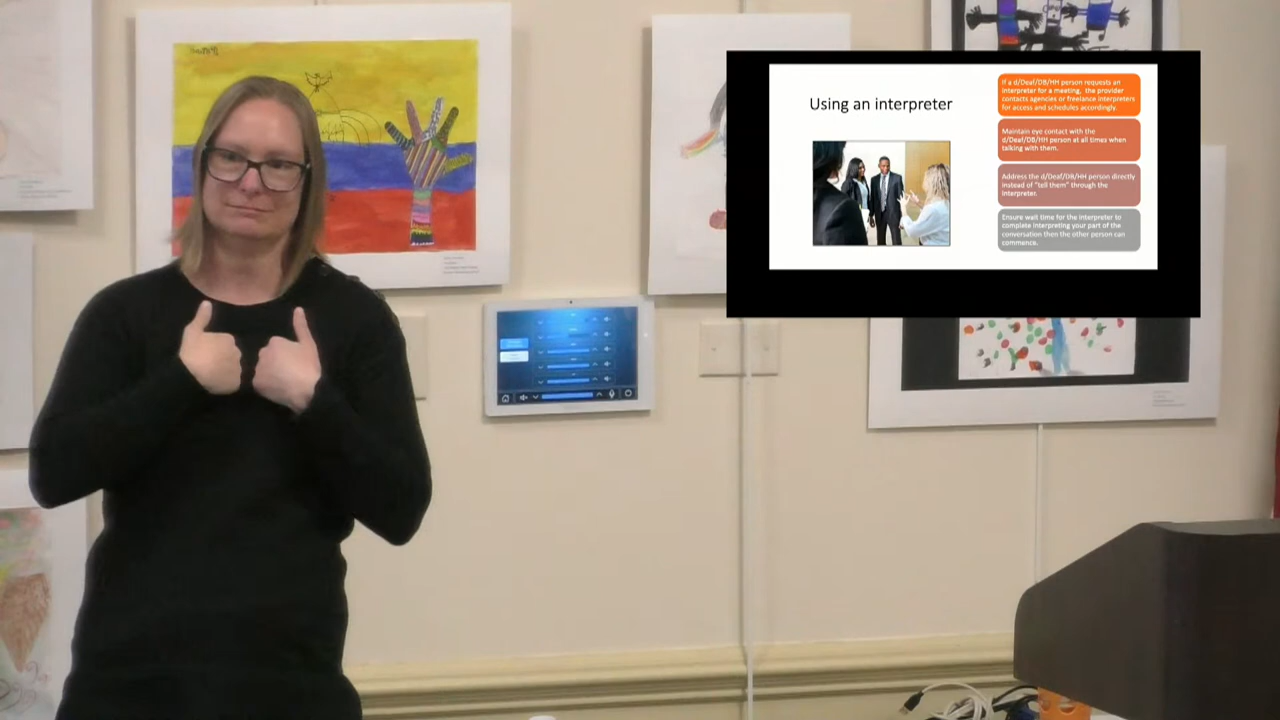 Using an interpreter
If a d/Deaf/DB/HH person requests an
interpreter for a meeting, the provider
contacts agencies or freelance interpreters
for access and schedules accordingly.
Maintain eye contact with the
d/Deaf/DB/HH person at all times when
talking with them.
Address the d/Deaf/DB/HH person directly
instead of "tell them" through the
interpreter.
Ensure wait time for the interpreter to
complete interpreting your part of the
conversation then the other person can
commence.